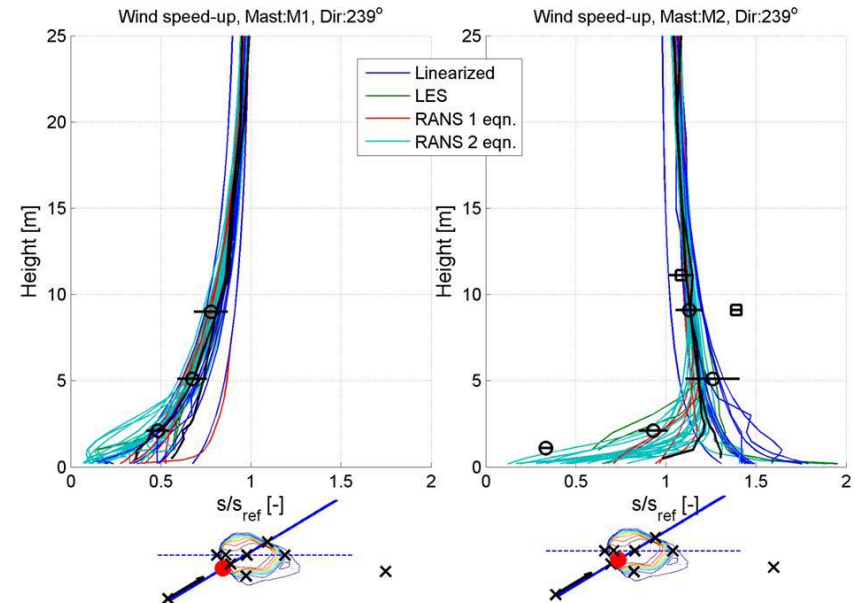 Wind speed-up, Mast:M1, Dir:239°
25
20
15
10
5
0
Height [m]
0
0.5
1
1.5
2
s/s_ref [-]
Wind speed-up, Mast:M2, Dir:239°
Linearized
LES
RANS 1 eqn.
RANS 2 eqn.
25
20
15
10
5
0
Height [m]
0
0.5
1
1.5
2
s/s_ref [-]